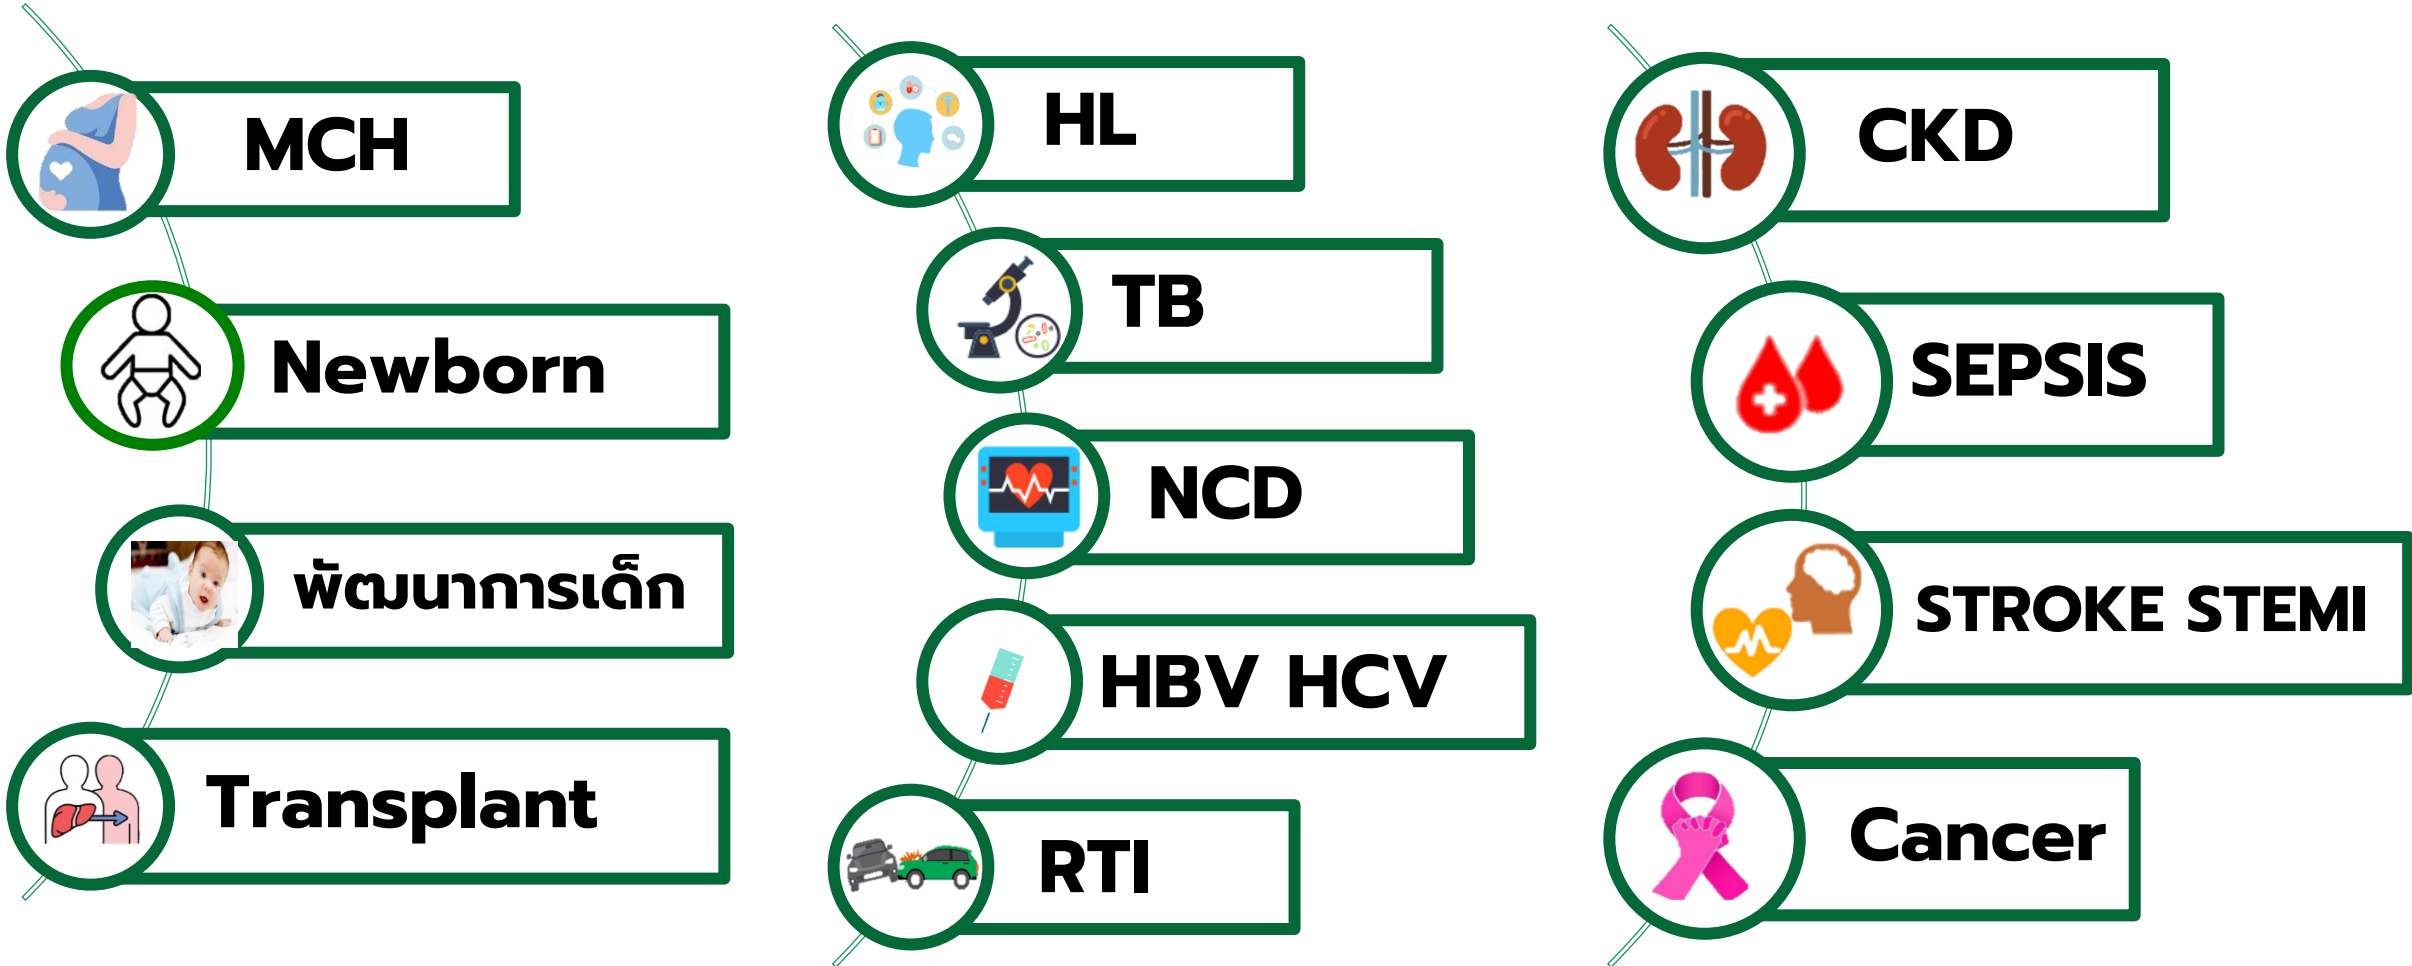 MCH
Newborn
พัฒนาการเด็ก
Transplant
HL
TB
NCD
HBV HCV
RTI
CKD
SEPSIS
STROKE STEMI
Cancer